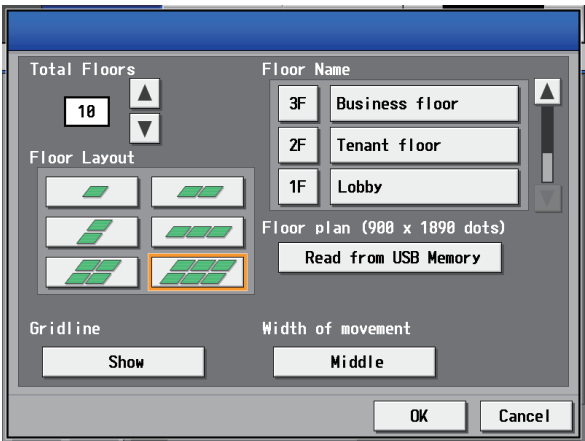 Total Floors
10
Floor Name
3F Business floor
2F Tenant floor
1F Lobby
Floor Layout
Floor plan (900 x 1890 dots)
Read from USB Memory
Gridline
Show
Width of movement
Middle
OK Cancel